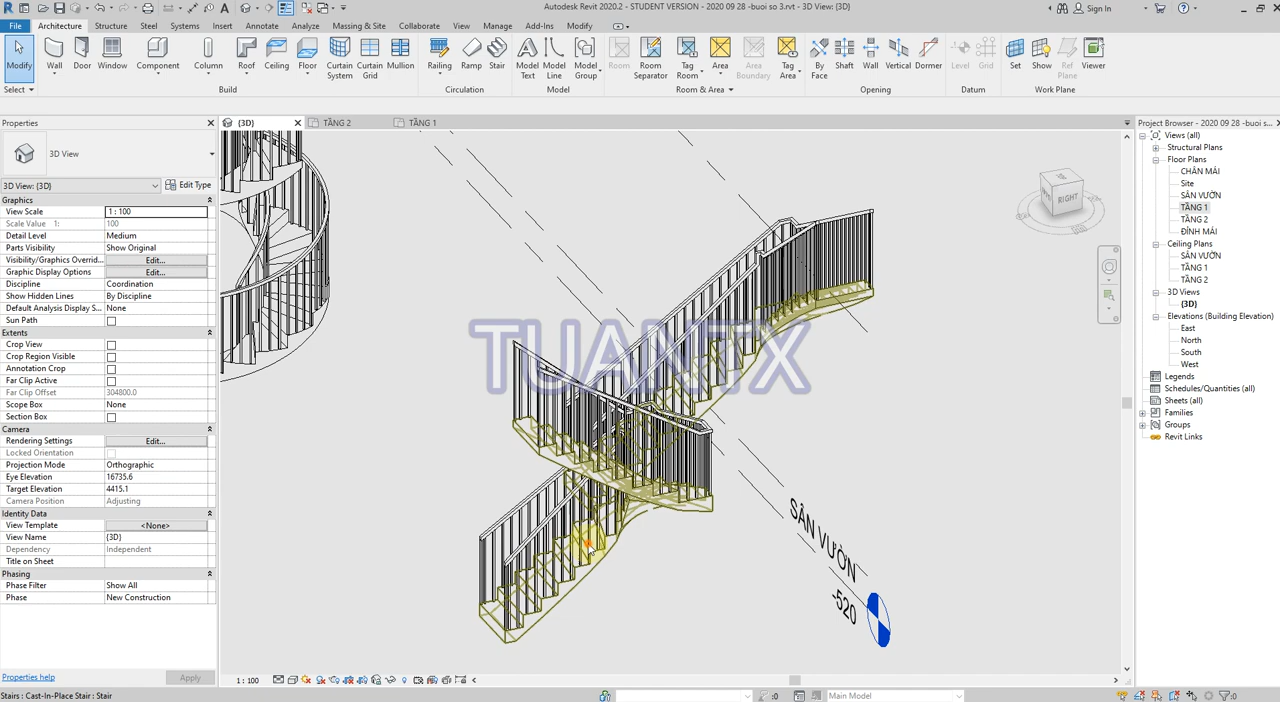 Autodesk Revit 2020.2 - STUDENT VERSION - 2020 09 28 -buoi so 3.rvt - 3D View: {3D}
Sign In
File Architecture Structure Steel Systems Insert Annotate Analyze Massing & Site Collaborate View Manage Add-Ins Modify
Modify Wall Door Window Component Column Roof Ceiling Floor Curtain System Curtain Grid Mullion Railing Ramp Stair Model Text Model Line Model Group Room Room Separator Tag Room Area Area Boundary Tag Area By Face Shaft Wall Vertical Dormer Level Grid Set Show Ref Plane Viewer
Select Build Circulation Model Room & Area Opening Datum Work Plane
Properties
{3D} TẦNG 2 TẦNG 1
Project Browser - 2020 09 28 -buoi s...
3D View
3D View: {3D} Edit Type
Graphics
View Scale 1 : 100
Scale Value 1: 100
Detail Level Medium
Parts Visibility Show Original
Visibility/Graphics Overrid... Edit...
Graphic Display Options Edit...
Discipline Coordination
Show Hidden Lines By Discipline
Default Analysis Display S... None
Sun Path
Extents
Crop View
Crop Region Visible
Annotation Crop
Far Clip Active
Far Clip Offset 304800.0
Scope Box None
Section Box
Camera
Rendering Settings Edit...
Locked Orientation
Projection Mode Orthographic
Eye Elevation 16735.6
Target Elevation 4415.1
Camera Position Adjusting
Identity Data
View Template <None>
View Name {3D}
Dependency Independent
Title on Sheet
Phasing
Phase Filter Show All
Phase New Construction
Properties help Apply
RIGHT
TUANTX
SÂN VƯỜN
-520
Views (all)
Structural Plans
Floor Plans
CHÂN MÁI
Site
SÂN VƯỜN
TẦNG 1
TẦNG 2
ĐỈNH MÁI
Ceiling Plans
SÂN VƯỜN
TẦNG 1
TẦNG 2
3D Views
{3D}
Elevations (Building Elevation)
East
North
South
West
Legends
Schedules/Quantities (all)
Sheets (all)
Families
Groups
Revit Links
1 : 100
Stairs : Cast-In-Place Stair : Stair
:0 Main Model :0